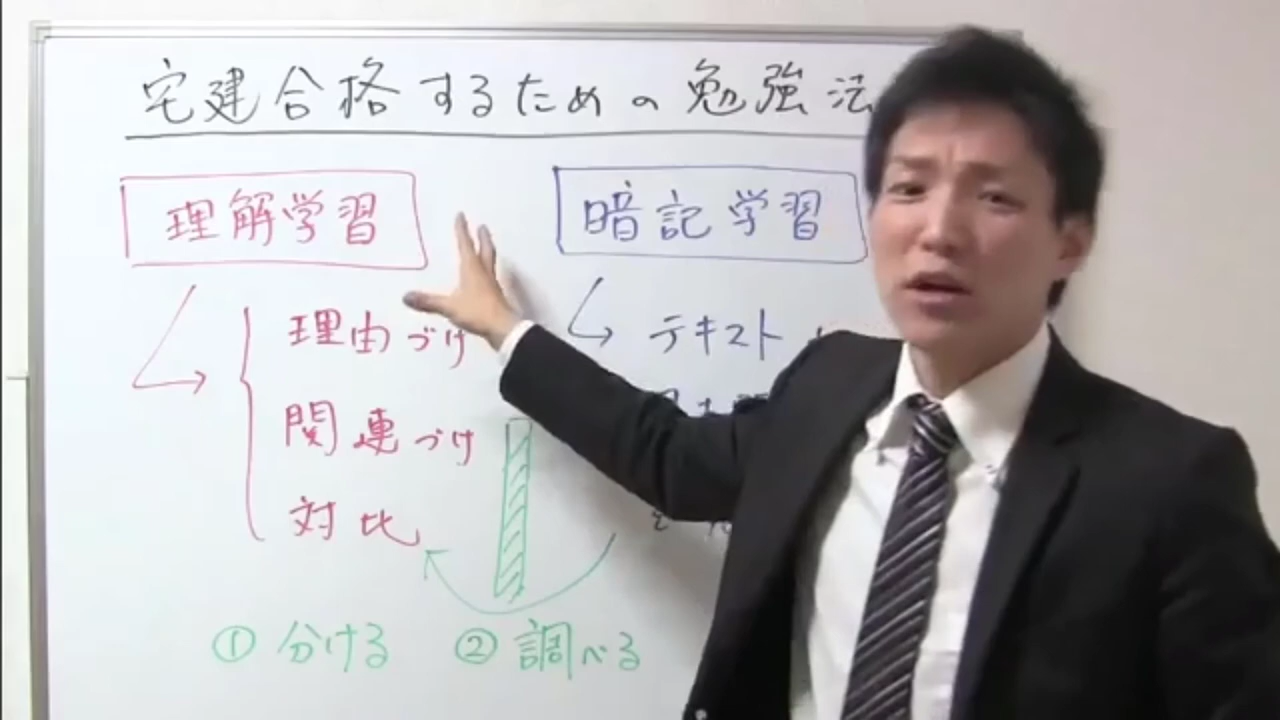 宅建合格するための勉強法
理解学習
理由づけ
関連づけ
対比
暗記学習
テキスト
① 分ける ② 調べる